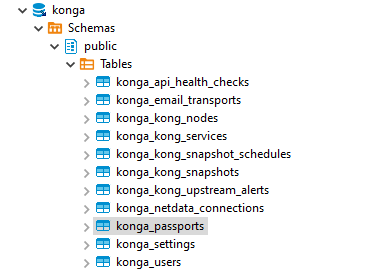 konga
Schemas
public
Tables
konga_api_health_checks
konga_email_transports
konga_kong_nodes
konga_kong_services
konga_kong_snapshot_schedules
konga_kong_snapshots
konga_kong_upstream_alerts
konga_netdata_connections
konga_passports
konga_settings
konga_users